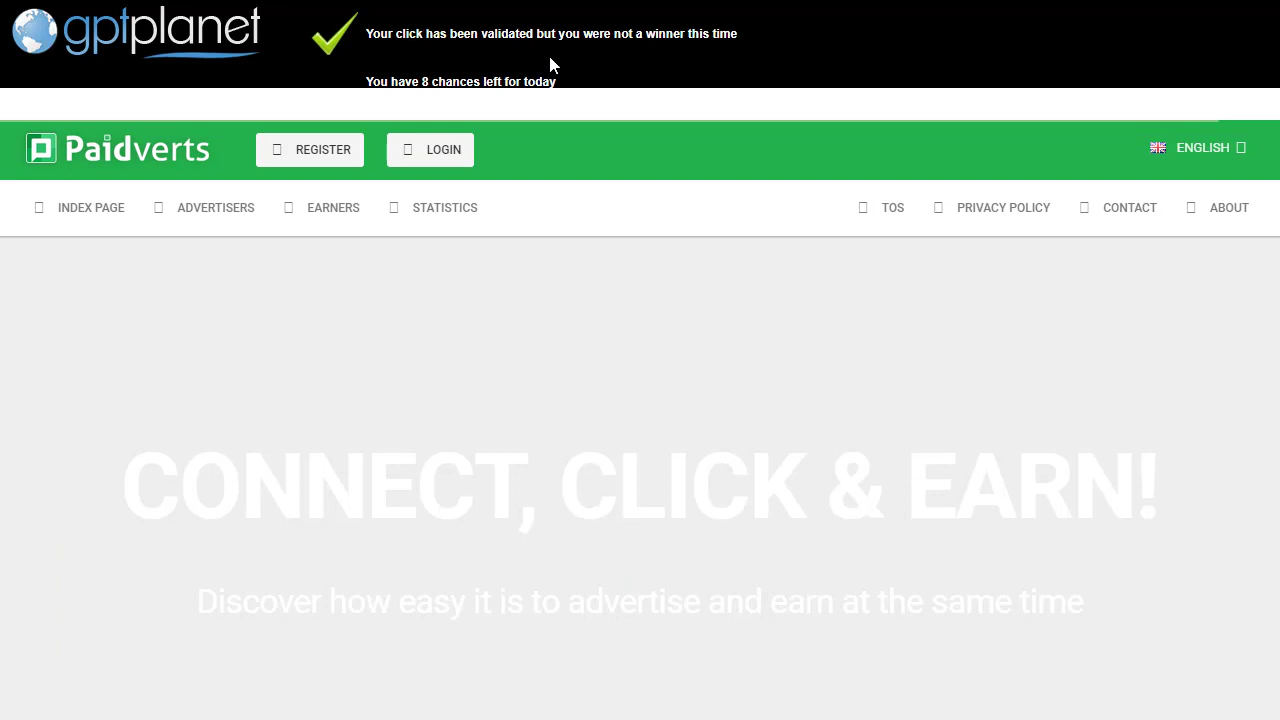 gptplanet
Your click has been validated but you were not a winner this time
You have 8 chances left for today
Paidverts
REGISTER
LOGIN
ENGLISH
INDEX PAGE
ADVERTISERS
EARNERS
STATISTICS
TOS
PRIVACY POLICY
CONTACT
ABOUT
CONNECT, CLICK & EARN!
Discover how easy it is to advertise and earn at the same time